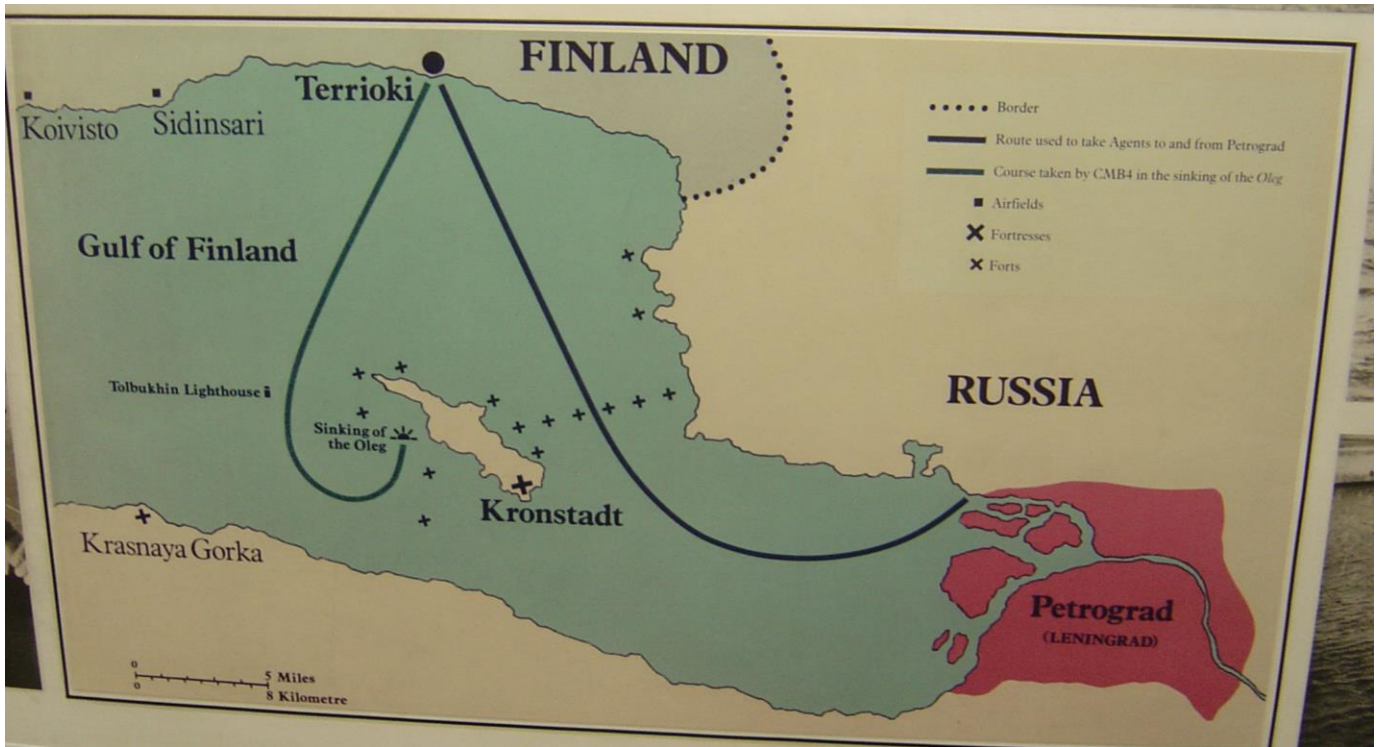 FINLAND
Terrioki
Koivisto
Sidinsari
Border
Route used to take Agents to and from Petrograd
Course taken by CMB4 in the sinking of the Oleg
Airfields
Fortresses
Forts
Gulf of Finland
RUSSIA
Tolbukhin Lighthouse
Sinking of
the Oleg
Kronstadt
Krasnaya Gorka
Petrograd
(LENINGRAD)
0
5 Miles
0
8 Kilometre